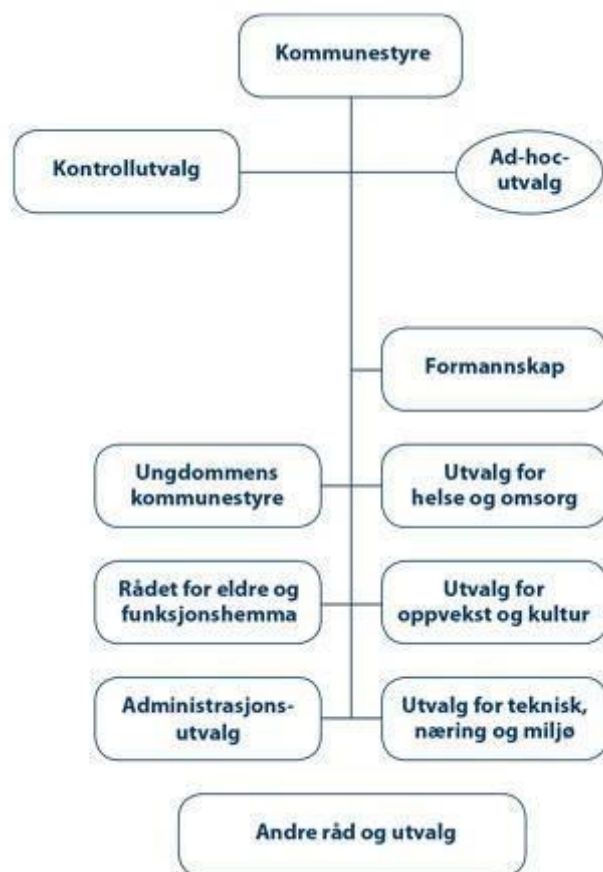 Kommunestyre
Kontrollutvalg
Ad-hoc-
utvalg
Formannskap
Ungdommens
kommunestyre
Utvalg for
helse og omsorg
Rådet for eldre og
funksjonshemma
Utvalg for
oppvekst og kultur
Administrasjons-
utvalg
Utvalg for teknisk,
næring og miljø
Andre råd og utvalg